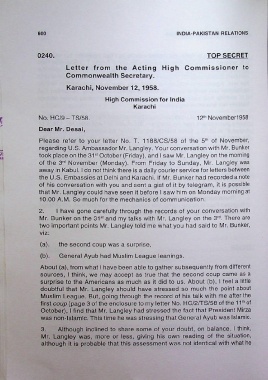 600 INDIA-PAKISTAN RELATIONS
0240. TOP SECRET
Letter from the Acting High Commissioner to
Commonwealth Secretary.
Karachi, November 12, 1958.
High Commission for India
Karachi
No. HC/9 – TS/58. 12th November 1958
Dear Mr. Desai,
Please refer to your letter No. T. 1188/CS/58 of the 5th of November,
regarding U.S. Ambassador Mr. Langley. Your conversation with Mr. Bunker
took place on the 31st October (Friday), and I saw Mr. Langley on the morning
of the 3rd November (Monday). From Friday to Sunday, Mr. Langley was
away in Kabul. I do not think there is a daily courier service for letters between
the U.S. Embassies at Delhi and Karachi. If Mr. Bunker had recorded a note
of his conversation with you and sent a gist of it by telegram, it is possible
that Mr. Langley could have seen it before I saw him on Monday morning at
10.00 A.M. So much for the mechanics of communication.
2. I have gone carefully through the records of your conversation with
Mr. Bunker on the 31st and my talks with Mr. Langley on the 3rd. There are
two important points Mr. Langley told me what you had said to Mr. Bunker,
viz.
(a). the second coup was a surprise.
(b). General Ayub had Muslim League leanings.
About (a), from what I have been able to gather subsequently from different
sources, I think, we may accept as true that the second coup came as a
surprise to the Americans as much as it did to us. About (b), I feel a little
doubtful that Mr. Langley should have stressed so much the point about
Muslim League. But, going through the record of his talk with me after the
first coup (page 3 of the enclosure to my letter No. HC/2/TS/58 of the 11th of
October), I find that Mr. Langley had stressed the fact that President Mirza
was non-Islamic. This time he was stressing that General Ayub was Islamic.
3. Although inclined to share some of your doubt, on balance, I think,
Mr. Langley was, more or less, giving his own reading of the situation,
although it is probable that this assessment was not identical with what he